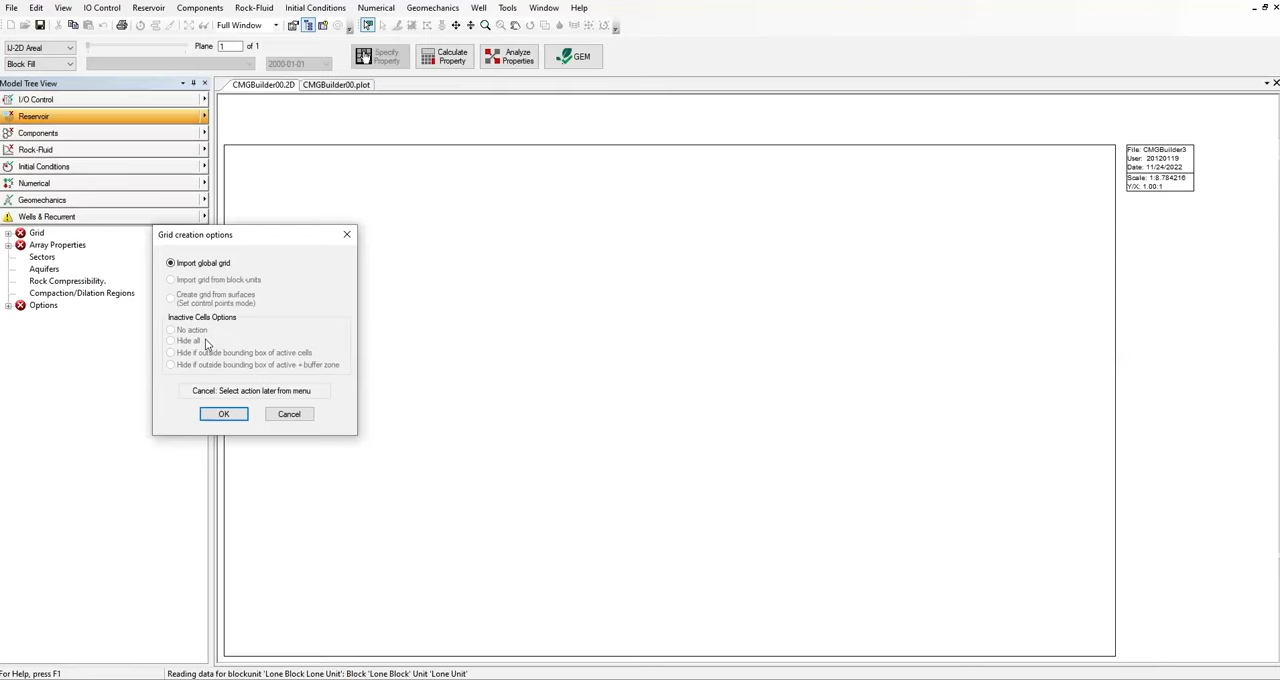 File Edit View IO Control Reservoir Components Rock-Fluid Initial Conditions Numerical Geomechanics Well Tools Window Help
Full Window
IJ-2D Areal Plane 1 of 1
Block Fill 2000-01-01
Specify Property
Calculate Property
Analyze Properties
GEM
Model Tree View
CMGBuilder00.2D CMGBuilder00.plot
I/O Control
Reservoir
Components
Rock-Fluid
Initial Conditions
Numerical
Geomechanics
Wells & Recurrent
Grid
Array Properties
Sectors
Aquifers
Rock Compressibility.
Compaction/Dilation Regions
Options
Grid creation options
Import global grid
Import grid from block-units
Create grid from surfaces
(Set control points mode)
Inactive Cells Options
No action
Hide all
Hide if outside bounding box of active cells
Hide if outside bounding box of active + buffer zone
Cancel: Select action later from menu
OK Cancel
File: CMGBuilder3
User: 20120119
Date: 11/24/2022
Scale: 1:8.784216
Y/X: 1.00:1
For Help, press F1
Reading data for blockunit 'Lone Block Lone Unit': Block 'Lone Block' Unit 'Lone Unit'